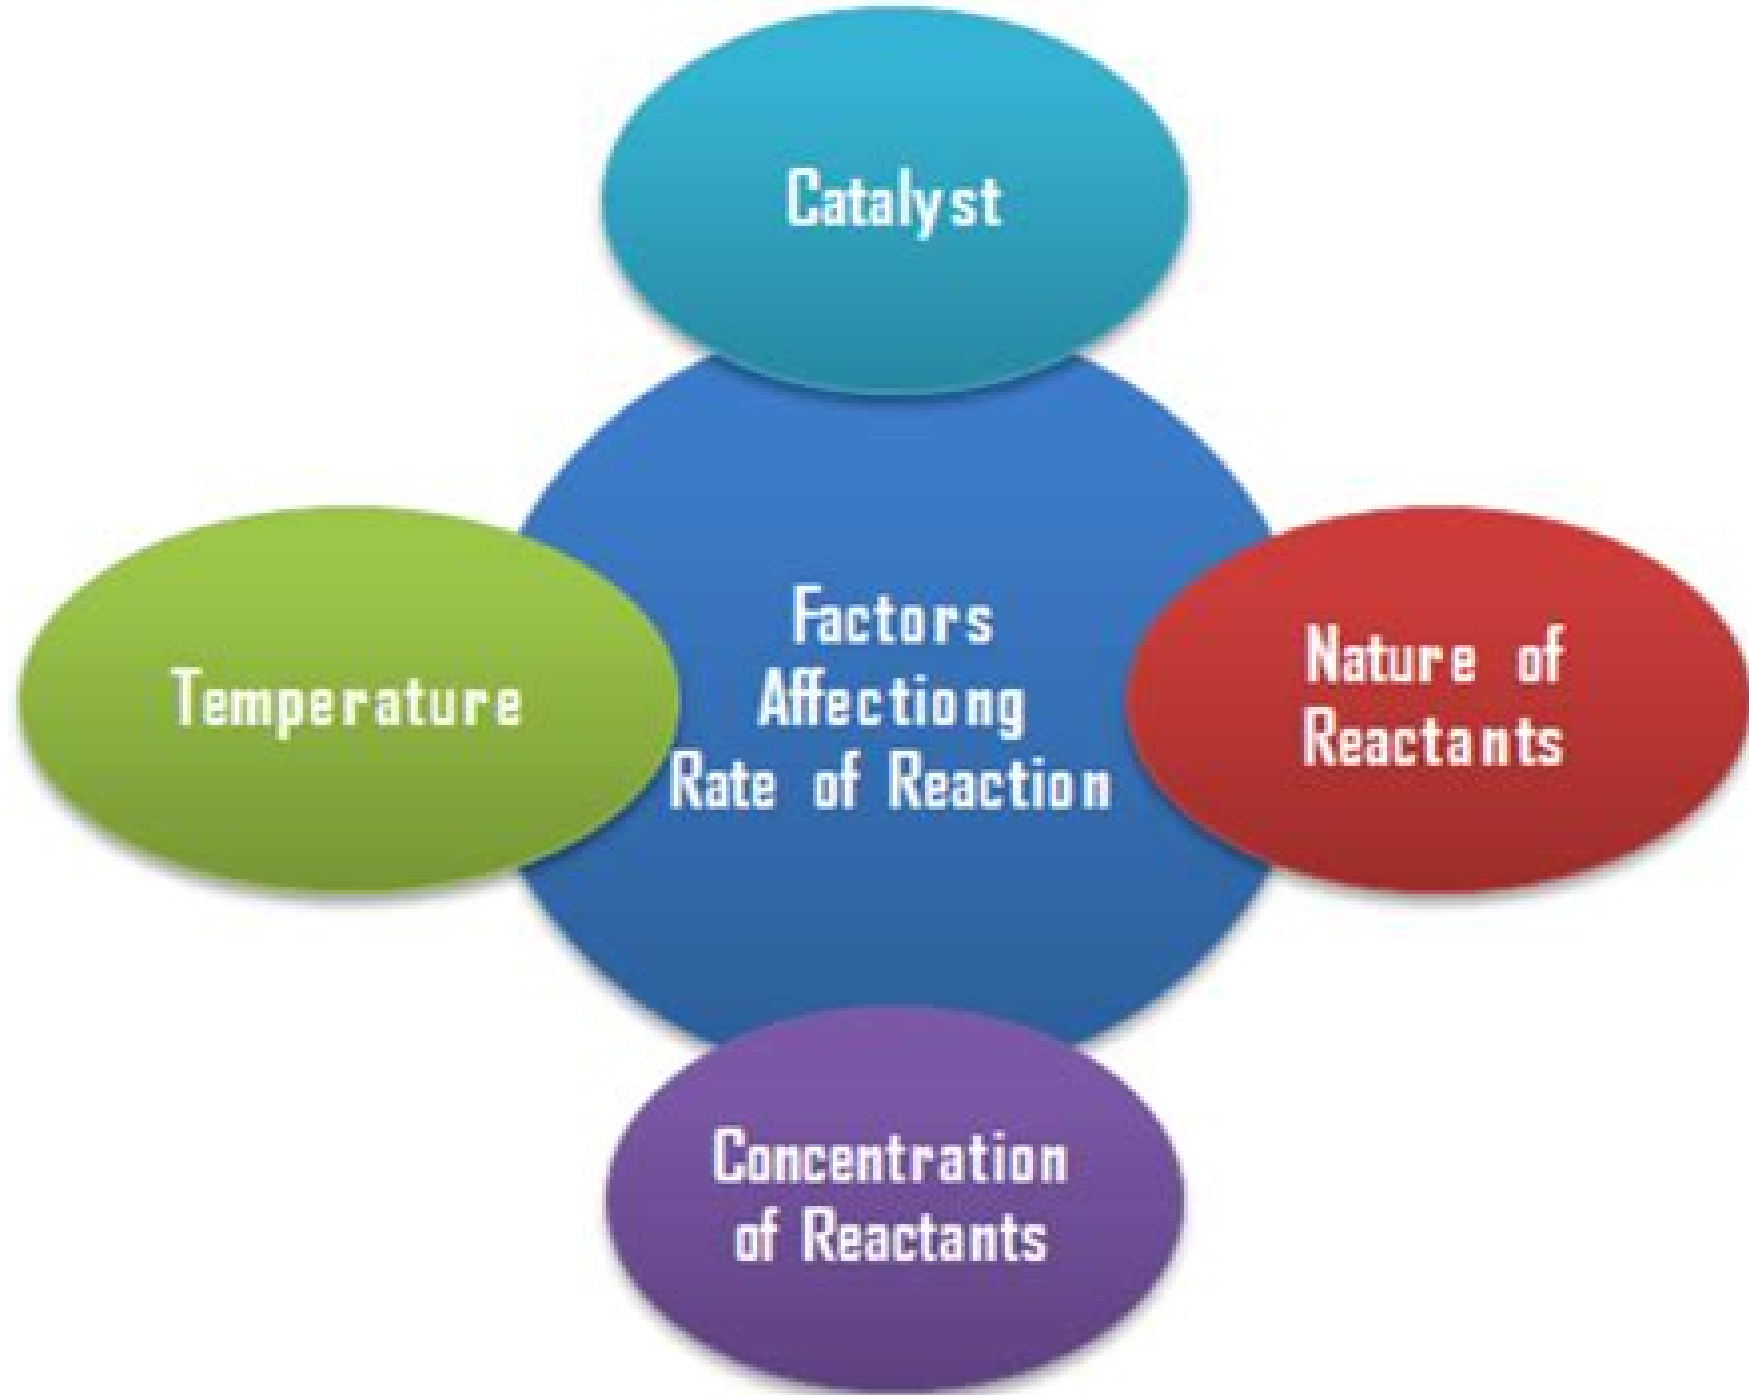 Catalyst
Factors
Affectiong
Rate of Reaction
Temperature
Nature of
Reactants
Concentration
of Reactants